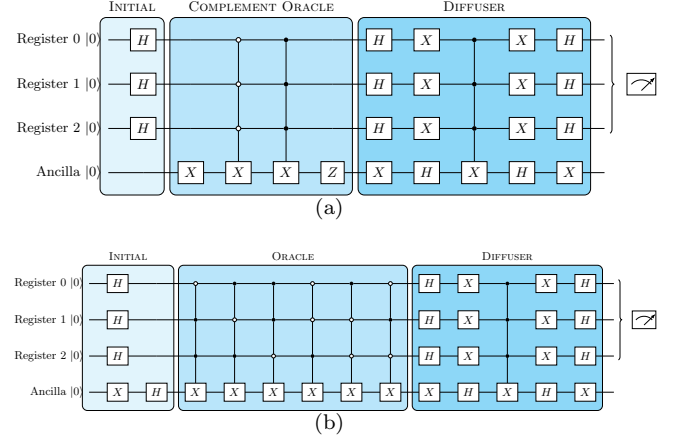 INITIAL COMPLEMENT ORACLE DIFFUSER
Register 0 |0⟩ H H X X H
Register 1 |0⟩ H H X X H
Register 2 |0⟩ H H X X H
Ancilla |0⟩ X X X Z X H X H X
(a)
INITIAL ORACLE DIFFUSER
Register 0 |0⟩ H H X X H
Register 1 |0⟩ H H X X H
Register 2 |0⟩ H H X X H
Ancilla |0⟩ X H X X X X X X X H X H X
(b)